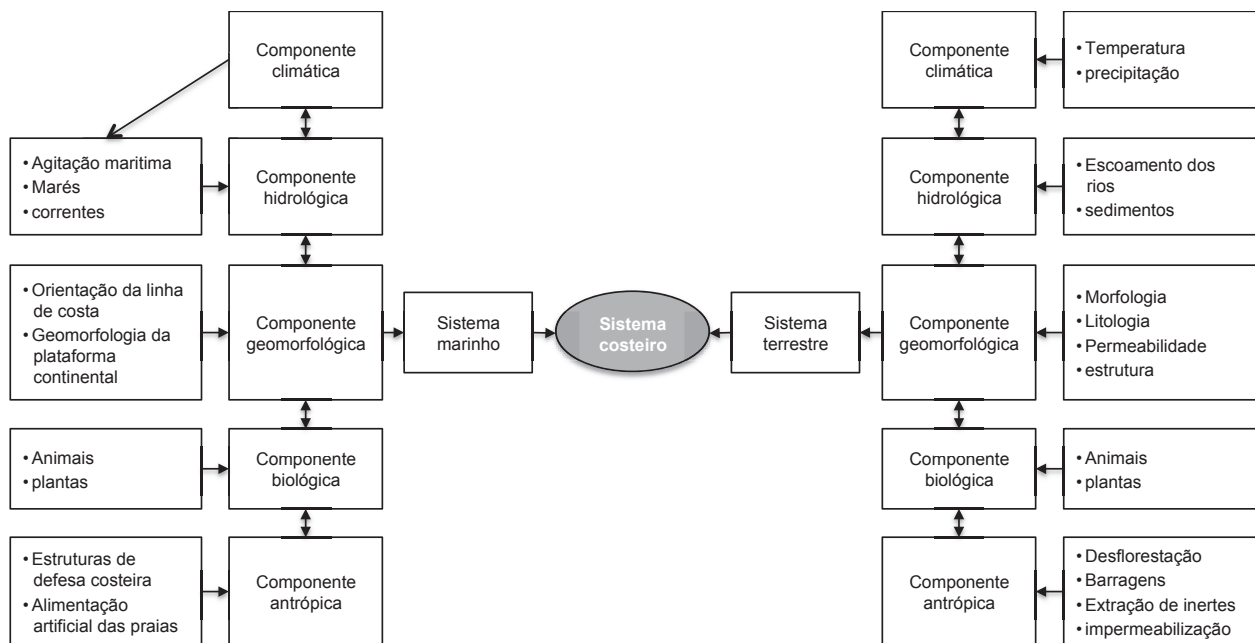 Componente
climática
• Agitação maritima
• Marés
• correntes
Componente
hidrológica
• Orientação da linha
de costa
• Geomorfologia da
plataforma
continental
Componente
geomorfológica
Sistema
marinho
• Animais
• plantas
Componente
biológica
• Estruturas de
defesa costeira
• Alimentação
artificial das praias
Componente
antrópica
Sistema
costeiro
Componente
climática
• Temperatura
• precipitação
Componente
hidrológica
• Escoamento dos
rios
• sedimentos
Sistema
terrestre
Componente
geomorfológica
• Morfologia
• Litologia
• Permeabilidade
• estrutura
Componente
biológica
• Animais
• plantas
Componente
antrópica
• Desflorestação
• Barragens
• Extração de inertes
• impermeabilização